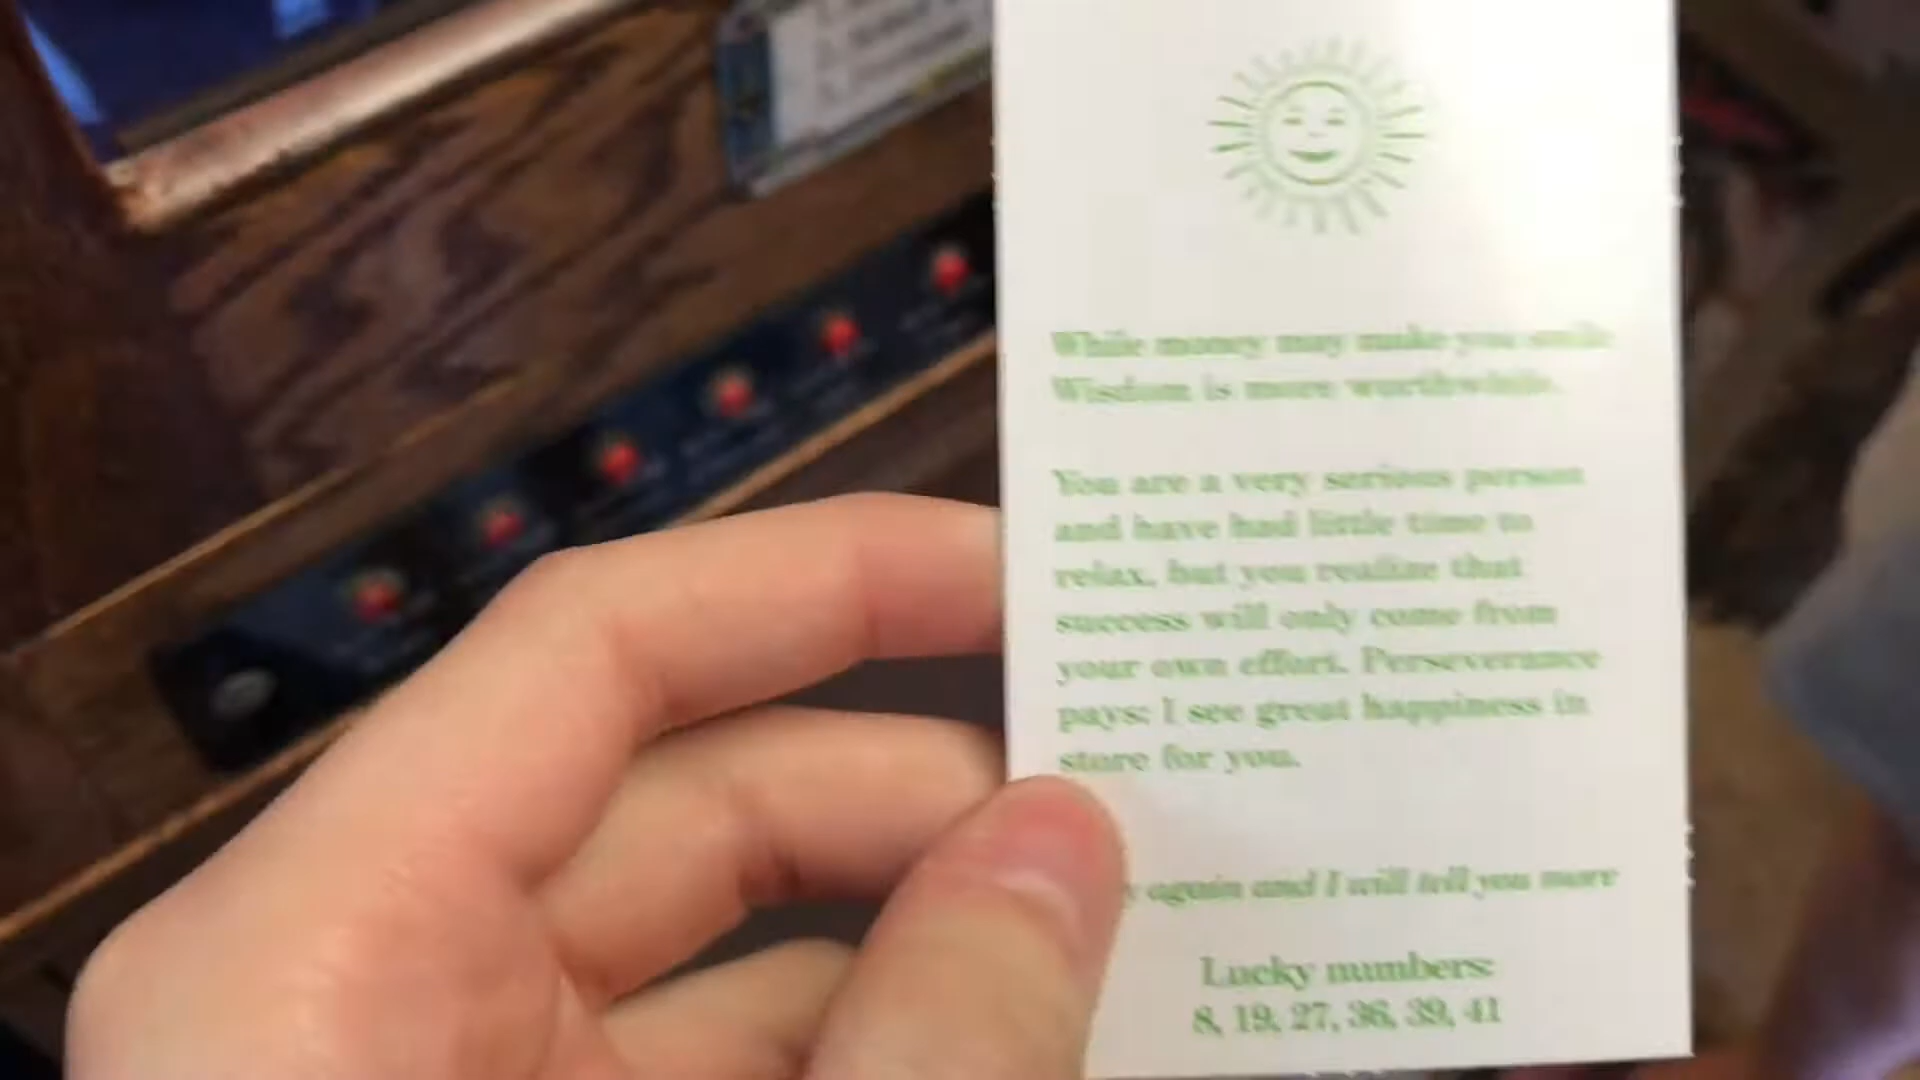 While money may make you smile
Wisdom is more worthwhile.
You are a very serious person
and have had little time to
relax, but you realize that
success will only come from
your own effort. Perseverance
pays: I see great happiness in
store for you.
again and I will tell you more
Lucky numbers:
8, 19, 27, 36, 39, 41